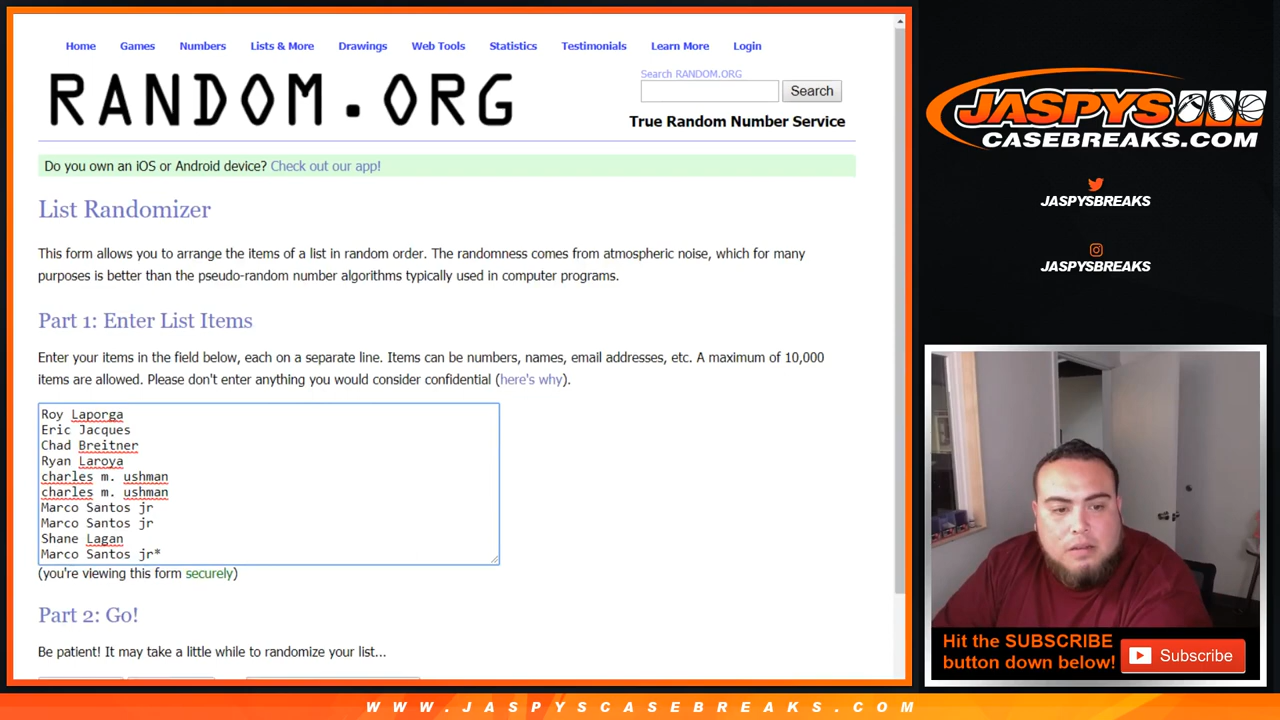 Home Games Numbers Lists & More Drawings Web Tools Statistics Testimonials Learn More Login
RANDOM.ORG
Search RANDOM.ORG
Search
True Random Number Service
Do you own an iOS or Android device? Check out our app!
List Randomizer
This form allows you to arrange the items of a list in random order. The randomness comes from atmospheric noise, which for many
purposes is better than the pseudo-random number algorithms typically used in computer programs.
Part 1: Enter List Items
Enter your items in the field below, each on a separate line. Items can be numbers, names, email addresses, etc. A maximum of 10,000
items are allowed. Please don't enter anything you would consider confidential (here's why).
Roy Laporga
Eric Jacques
Chad Breitner
Ryan Laroya
charles m. ushman
charles m. ushman
Marco Santos jr
Marco Santos jr
Shane Lagan
Marco Santos jr*
(you're viewing this form securely)
Part 2: Go!
Be patient! It may take a little while to randomize your list...
JASPYS
CASEBREAKS.COM
JASPYSBREAKS
JASPYSBREAKS
Hit the SUBSCRIBE
button down below!
Subscribe
WWW.JASPYSCASEBREAKS.COM